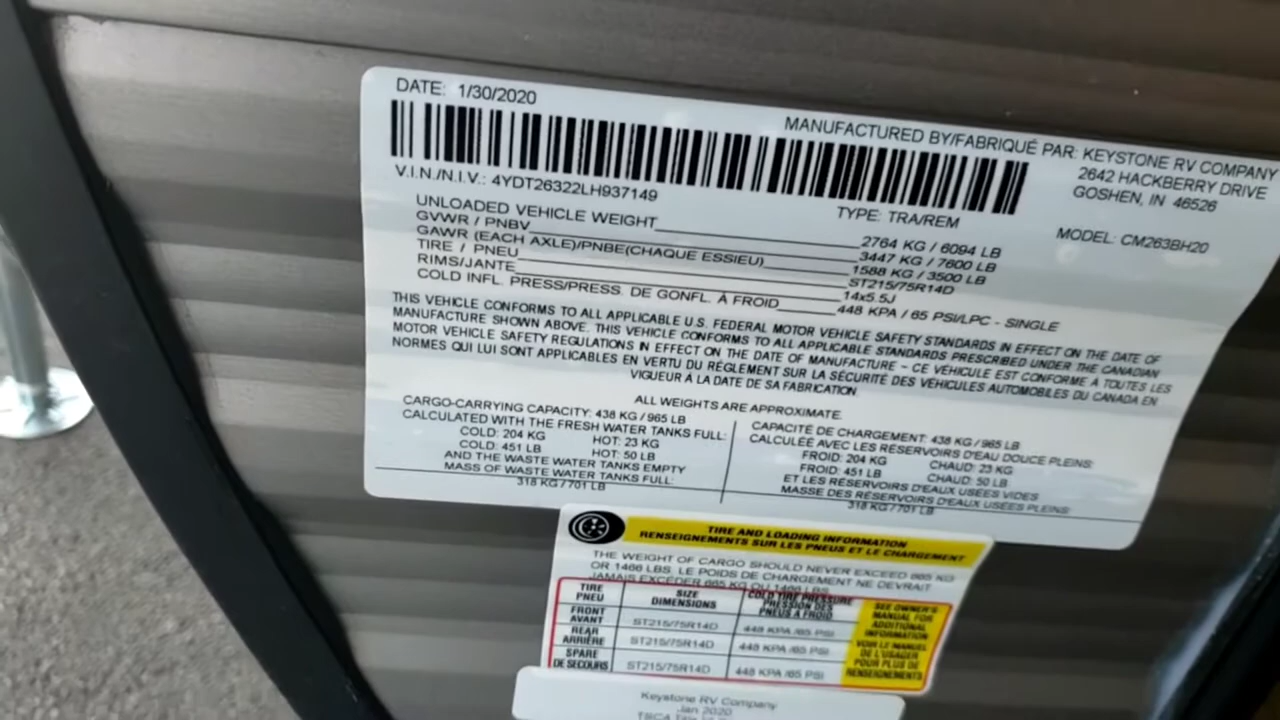 DATE: 1/30/2020
MANUFACTURED BY/FABRIQUÉ PAR: KEYSTONE RV COMPANY
2642 HACKBERRY DRIVE
GOSHEN, IN 46526
V.I.N./N.I.V.: 4YDT26322LH937149
TYPE: TRA/REM
MODEL: CM263BH20
UNLOADED VEHICLE WEIGHT 2764 KG / 6094 LB
GVWR / PNBV 3447 KG / 7600 LB
GAWR (EACH AXLE)/PNBE(CHAQUE ESSIEU) 1588 KG / 3500 LB
TIRE / PNEU ST215/75R14D
RIMS/JANTE 14x5.5J
COLD INFL. PRESS/PRESS. DE GONFL. À FROID 448 KPA / 65 PSI/LPC - SINGLE
THIS VEHICLE CONFORMS TO ALL APPLICABLE U.S. FEDERAL MOTOR VEHICLE SAFETY STANDARDS IN EFFECT ON THE DATE OF
MANUFACTURE SHOWN ABOVE. THIS VEHICLE CONFORMS TO ALL APPLICABLE STANDARDS PRESCRIBED UNDER THE CANADIAN
MOTOR VEHICLE SAFETY REGULATIONS IN EFFECT ON THE DATE OF MANUFACTURE – CE VÉHICULE EST CONFORME À TOUTES LES
NORMES QUI LUI SONT APPLICABLES EN VERTU DU RÈGLEMENT SUR LA SÉCURITÉ DES VÉHICULES AUTOMOBILES DU CANADA EN
VIGUEUR À LA DATE DE SA FABRICATION.
ALL WEIGHTS ARE APPROXIMATE.
CARGO-CARRYING CAPACITY: 438 KG / 965 LB
CALCULATED WITH THE FRESH WATER TANKS FULL:
COLD: 204 KG HOT: 23 KG
COLD: 451 LB HOT: 50 LB
AND THE WASTE WATER TANKS EMPTY
MASS OF WASTE WATER TANKS FULL:
318 KG / 701 LB
CAPACITÉ DE CHARGEMENT: 438 KG / 965 LB
CALCULÉE AVEC LES RÉSERVOIRS D'EAU DOUCE PLEINS:
FROID: 204 KG CHAUD: 23 KG
FROID: 451 LB CHAUD: 50 LB
ET LES RÉSERVOIRS D'EAUX USÉES VIDES
MASSE DES RÉSERVOIRS D'EAUX USÉES PLEINS:
318 KG / 701 LB
TIRE AND LOADING INFORMATION
RENSEIGNEMENTS SUR LES PNEUS ET LE CHARGEMENT
THE WEIGHT OF CARGO SHOULD NEVER EXCEED 665 KG
OR 1466 LBS. LE POIDS DE CHARGEMENT NE DEVRAIT
JAMAIS EXCÉDER 665 KG OU 1466 LBS.
TIRE SIZE COLD TIRE PRESSURE
PNEU DIMENSIONS PRESSION DES
PNEUS À FROID
FRONT
AVANT ST215/75R14D 448 KPA /65 PSI
REAR
ARRIÈRE ST215/75R14D 448 KPA /65 PSI
SPARE
DE SECOURS ST215/75R14D 448 KPA /65 PSI
SEE OWNER'S
MANUAL FOR
ADDITIONAL
INFORMATION
VOIR LE MANUEL
DE L'USAGER
POUR PLUS DE
RENSEIGNEMENTS
Keystone RV Company
Jan 2020
TSCA Title